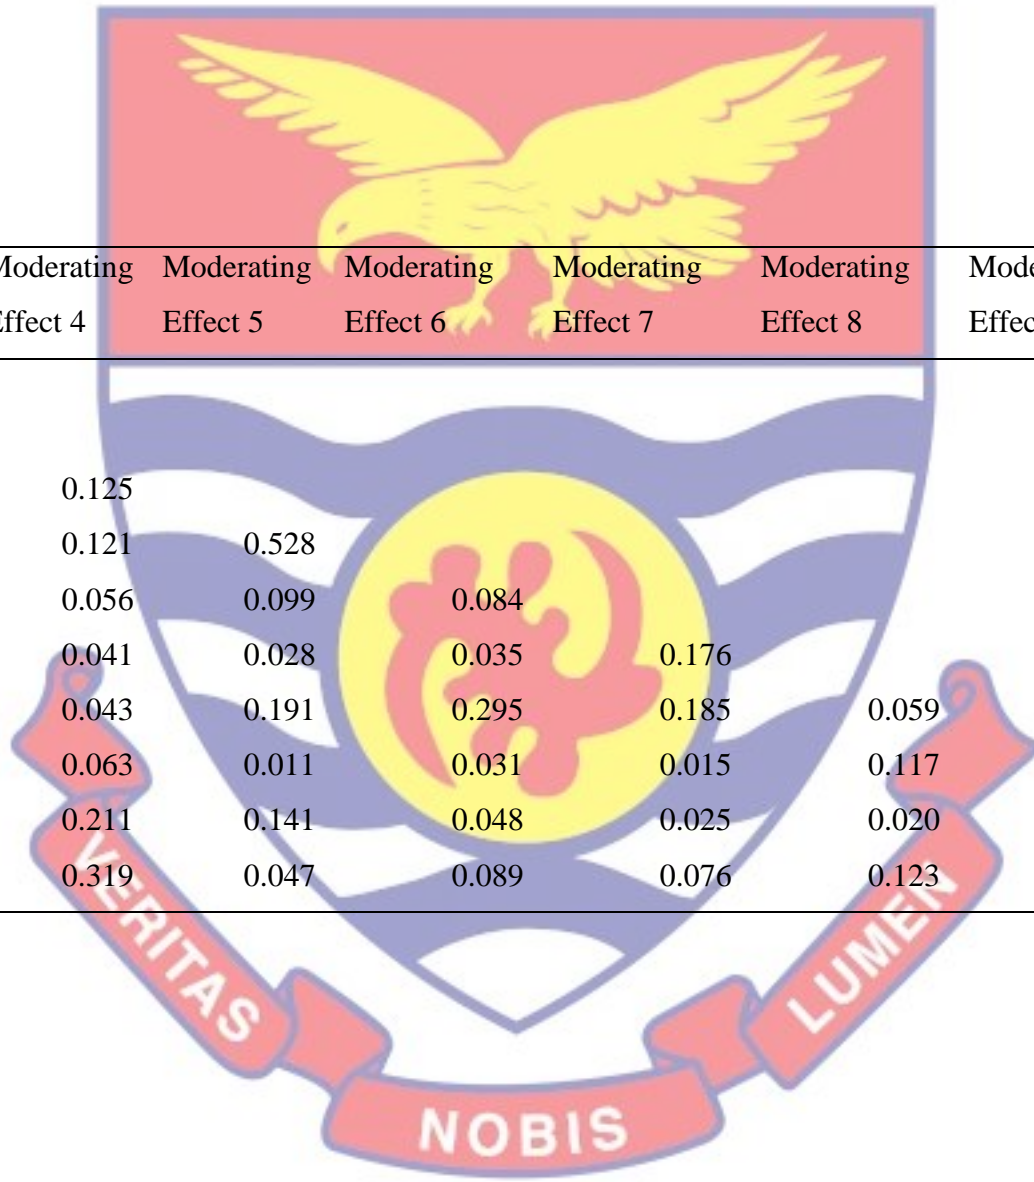 Moderating Moderating Moderating Moderating Moderating
Effect 4 Effect 5 Effect 6 Effect 7 Effect 8
0.125
0.121 0.528
0.056 0.099 0.084
0.041 0.028 0.035 0.176
0.043 0.191 0.295 0.185 0.059
0.063 0.011 0.031 0.015 0.117
0.211 0.141 0.048 0.025 0.020
0.319 0.047 0.089 0.076 0.123
VERITAS
NOBIS
LUMEN